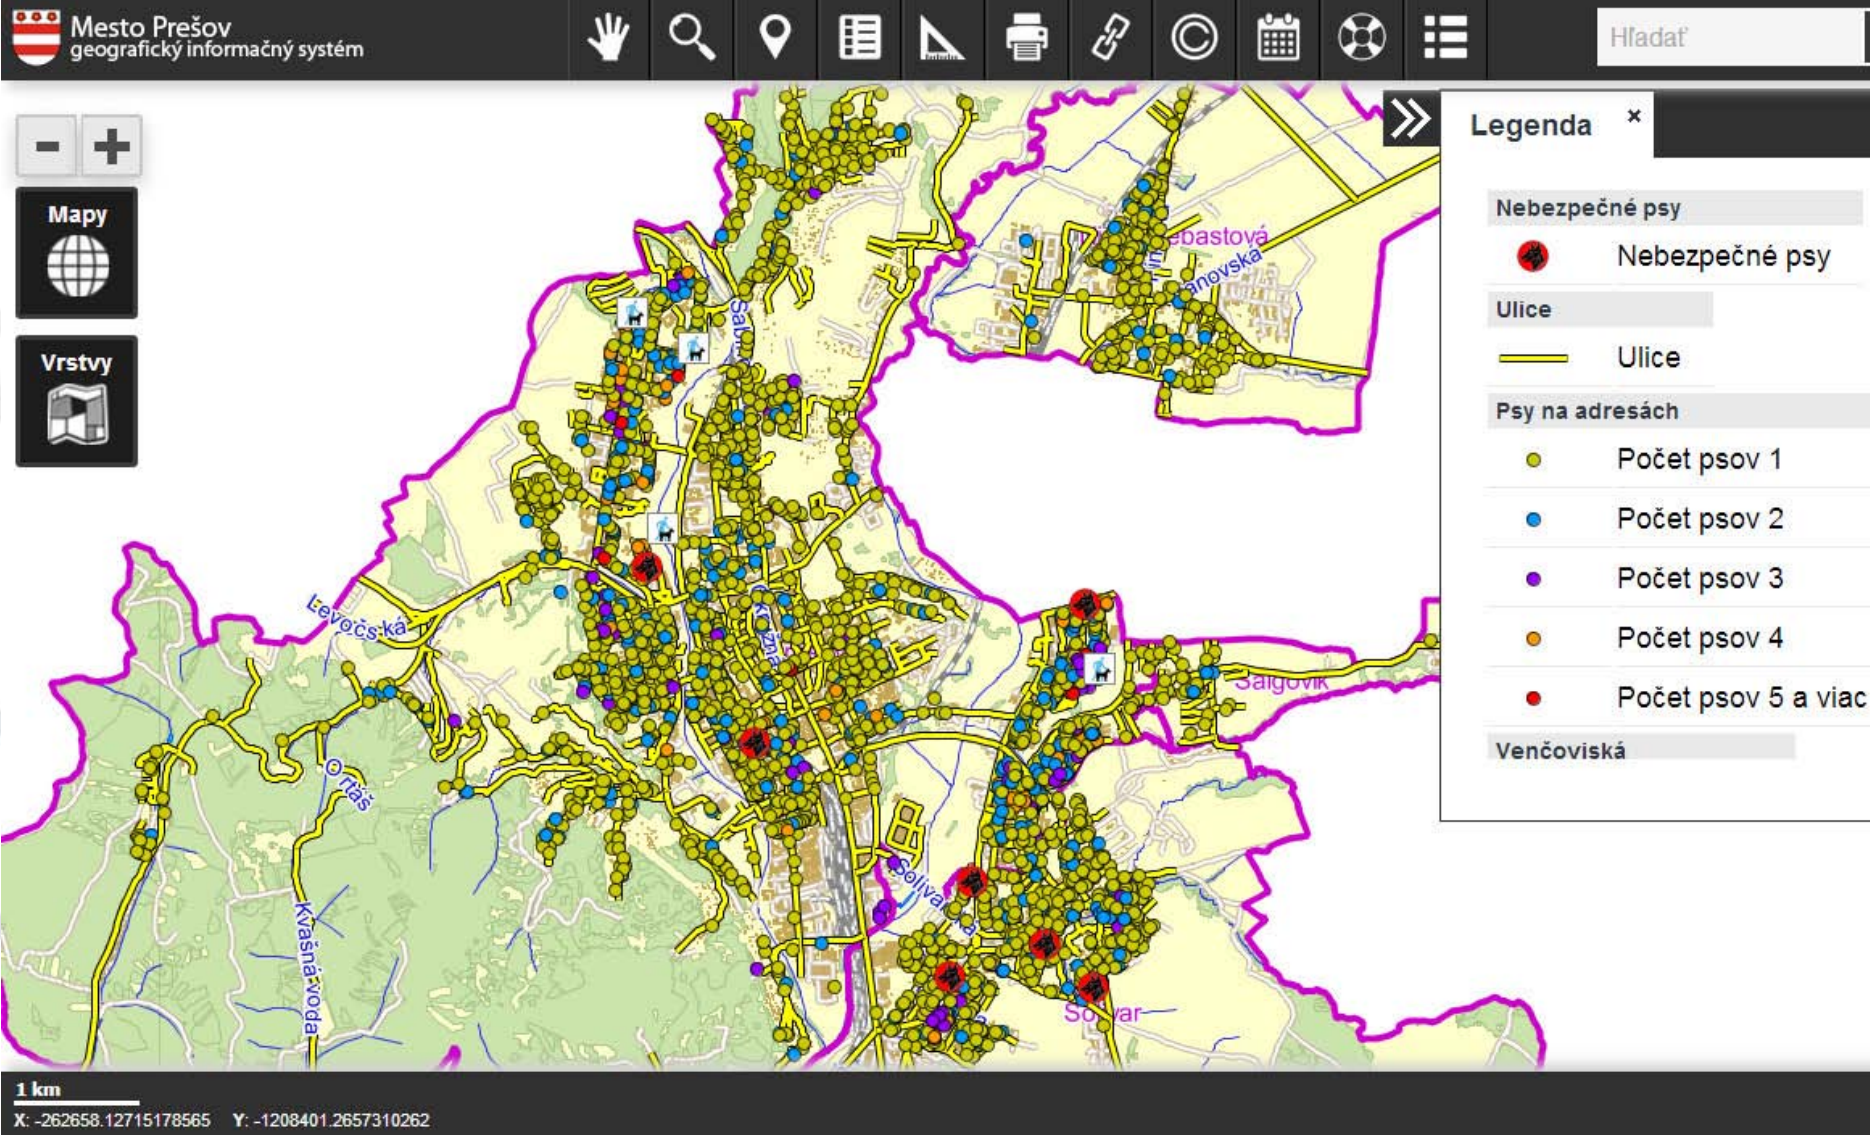 Mesto Prešov
geografický informačný systém
Hľadať
Mapy
Vrstvy
Legenda
Nebezpečné psy
Nebezpečné psy
Ulice
Ulice
Psy na adresách
Počet psov 1
Počet psov 2
Počet psov 3
Počet psov 4
Počet psov 5 a viac
Venčoviská
Levočská
Ortáš
Kvašná voda
Šalgovik
1 km
X: -262658.12715178565 Y: -1208401.2657310262